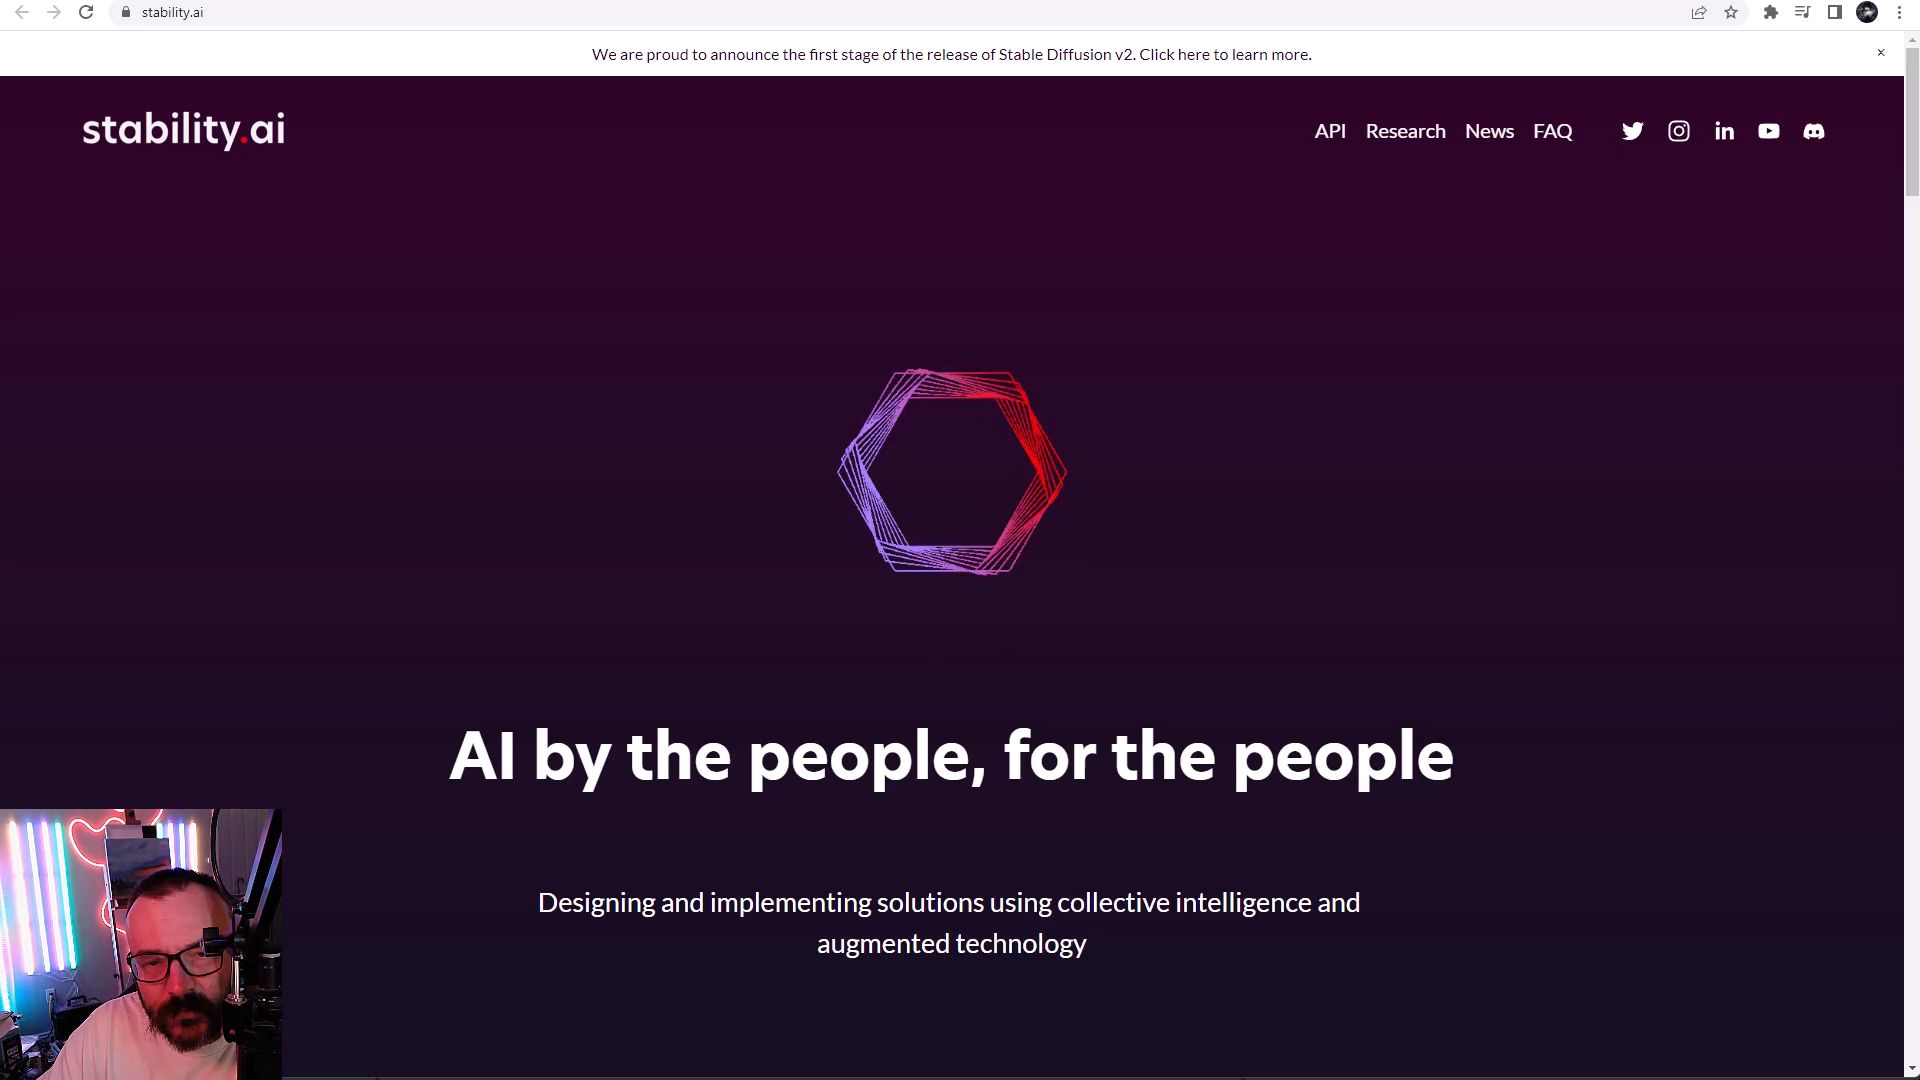 stability.ai
We are proud to announce the first stage of the release of Stable Diffusion v2. Click here to learn more.
stability.ai
API Research News FAQ
AI by the people, for the people
Designing and implementing solutions using collective intelligence and
augmented technology